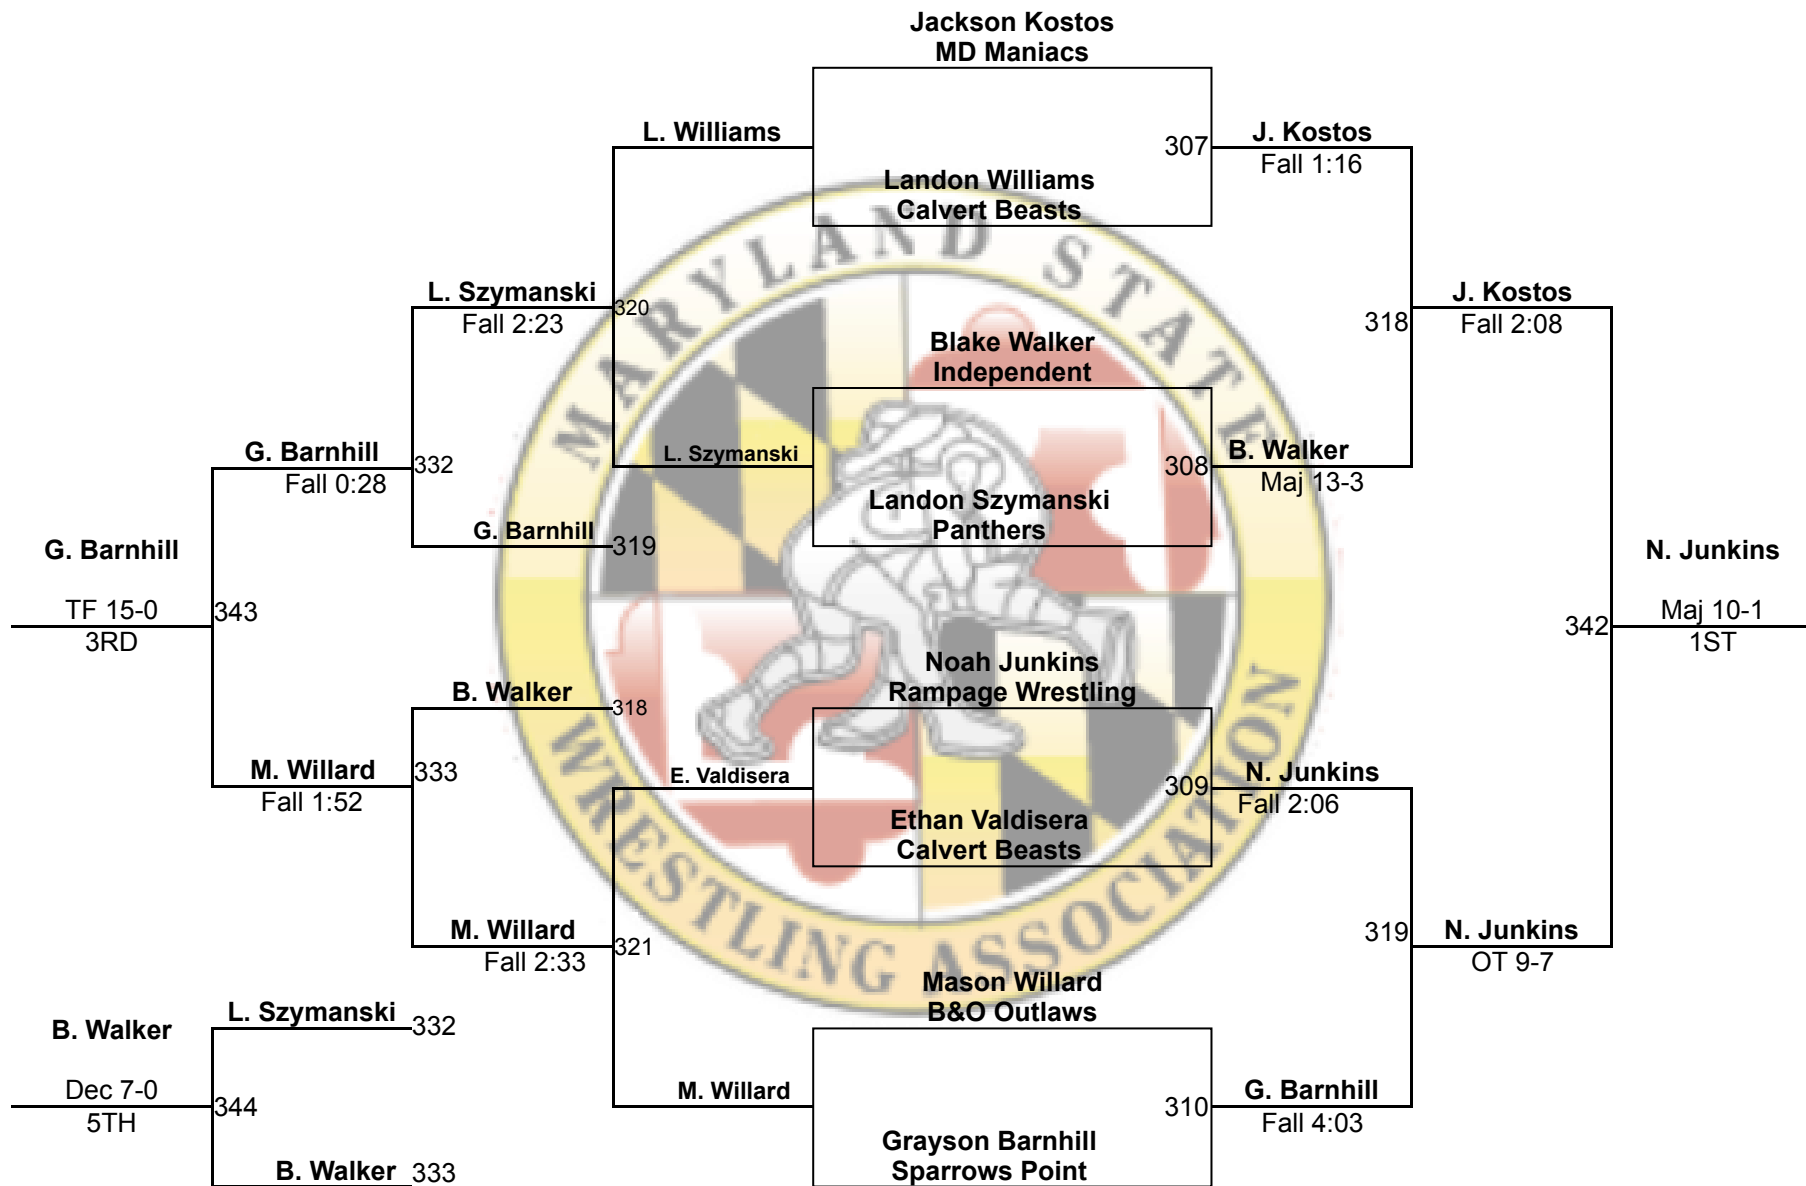 Jackson Kostos
MD Maniacs
L. Williams
307
J. Kostos
Fall 1:16
Landon Williams
Calvert Beasts
MARYLAND STATE
WRESTLING ASSOCIATION
L. Szymanski
320
Fall 2:23
J. Kostos
318
Fall 2:08
Blake Walker
Independent
G. Barnhill
332
Fall 0:28
L. Szymanski
308
B. Walker
Maj 13-3
Landon Szymanski
Panthers
G. Barnhill
319
G. Barnhill
TF 15-0
343
3RD
N. Junkins
342
Maj 10-1
1ST
Noah Junkins
Rampage Wrestling
B. Walker
318
M. Willard
333
Fall 1:52
E. Valdisera
309
N. Junkins
Fall 2:06
Ethan Valdisera
Calvert Beasts
M. Willard
321
Fall 2:33
319
N. Junkins
OT 9-7
Mason Willard
B&O Outlaws
L. Szymanski
332
B. Walker
Dec 7-0
344
5TH
M. Willard
310
G. Barnhill
Fall 4:03
Grayson Barnhill
Sparrows Point
B. Walker
333